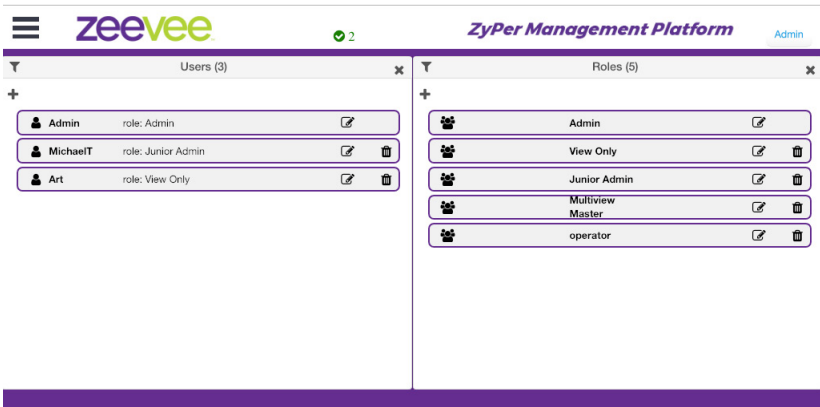 zeevee
2
ZyPer Management Platform
Admin
Users (3)
Admin role: Admin
MichaelT role: Junior Admin
Art role: View Only
Roles (5)
Admin
View Only
Junior Admin
Multiview
Master
operator